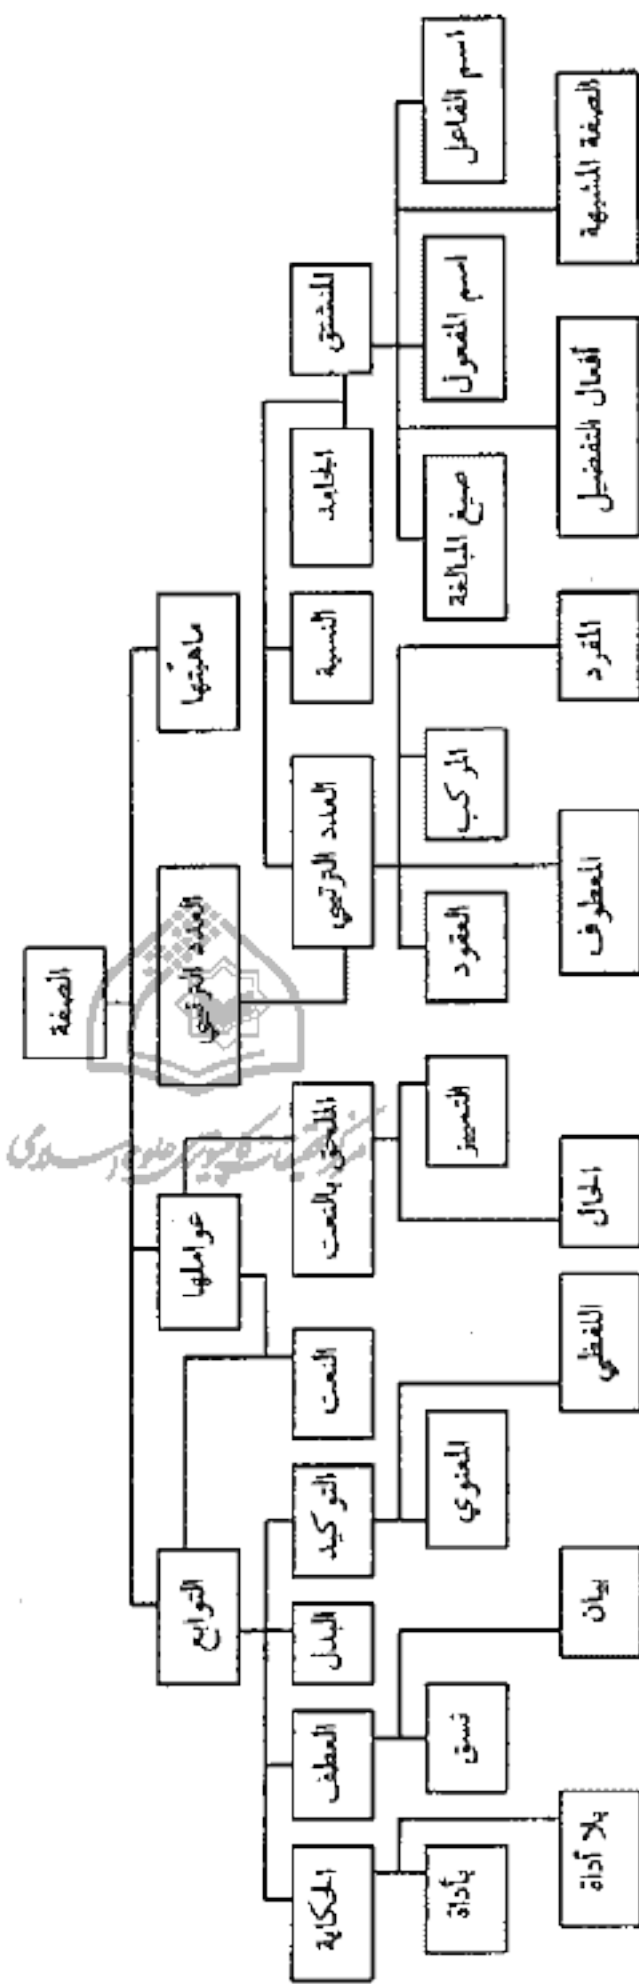 الصفة
ماهيتها
العدد الترتيبي
عواملها
التوابع
المشتق
الجامد
النسبة
العدد الترتيبي
الملحق بالنعت
النعت
التوكيد
البدل
العطف
الحكاية
اسم الفاعل
اسم المفعول
صيغ المبالغة
المركب
العقود
التمييز
المعنوي
نسق
بأداة
الصفة المشبهة
أفعال التفضيل
المفرد
المعطوف
الحال
اللفظي
بيان
بلا أداة